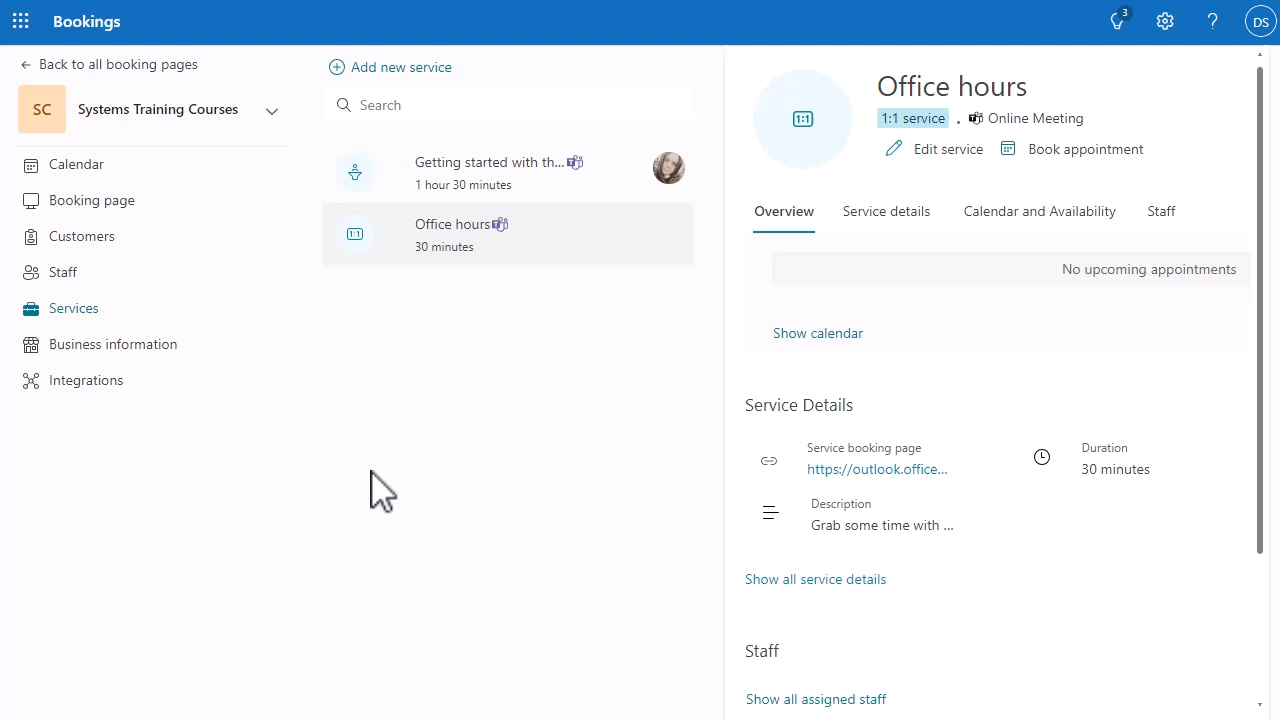 Bookings
3
DS
Back to all booking pages
SC
Systems Training Courses
Calendar
Booking page
Customers
Staff
Services
Business information
Integrations
Add new service
Search
Getting started with th...
1 hour 30 minutes
1:1
Office hours
30 minutes
1:1
Office hours
1:1 service . Online Meeting
Edit service
Book appointment
Overview
Service details
Calendar and Availability
Staff
No upcoming appointments
Show calendar
Service Details
Service booking page
https://outlook.office...
Duration
30 minutes
Description
Grab some time with ...
Show all service details
Staff
Show all assigned staff